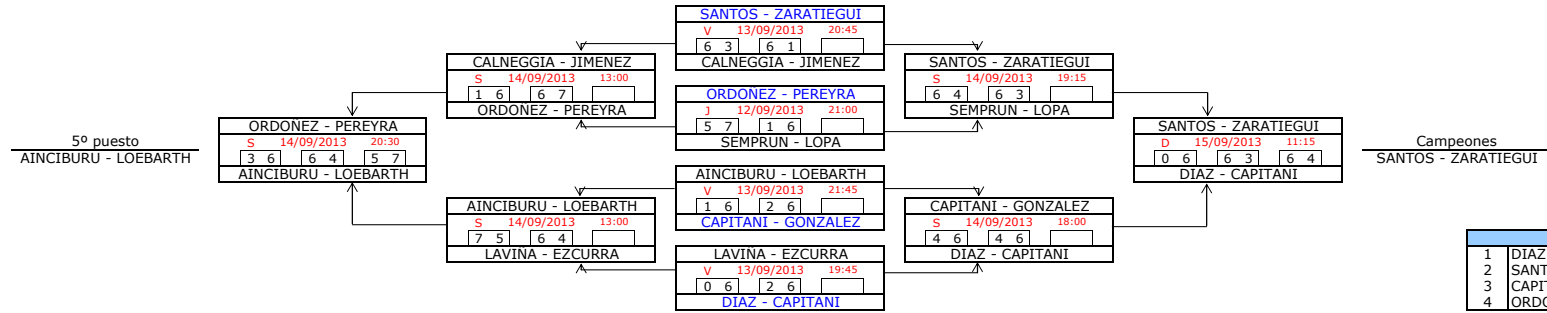 SANTOS - ZARATIEGUI
V 13/09/2013 20:45
6 3 6 1
CALNEGGIA - JIMENEZ
CALNEGGIA - JIMENEZ
S 14/09/2013 13:00
1 6 6 7
ORDOÑEZ - PEREYRA
SANTOS - ZARATIEGUI
S 14/09/2013 19:15
6 4 6 3
SEMPRUN - LOPA
ORDOÑEZ - PEREYRA
J 12/09/2013 21:00
5 7 1 6
SEMPRUN - LOPA
5º puesto
AINCIBURU - LOEBARTH
ORDOÑEZ - PEREYRA
S 14/09/2013 20:30
3 6 6 4 5 7
AINCIBURU - LOEBARTH
SANTOS - ZARATIEGUI
D 15/09/2013 11:15
0 6 6 3 6 4
DIAZ - CAPITANI
Campeones
SANTOS - ZARATIEGUI
AINCIBURU - LOEBARTH
V 13/09/2013 21:45
1 6 2 6
CAPITANI - GONZALEZ
AINCIBURU - LOEBARTH
S 14/09/2013 13:00
7 5 6 4
LAVIÑA - EZCURRA
CAPITANI - GONZALEZ
S 14/09/2013 18:00
4 6 4 6
DIAZ - CAPITANI
LAVIÑA - EZCURRA
V 13/09/2013 19:45
0 6 2 6
DIAZ - CAPITANI
1 DIAZ
2
3
4